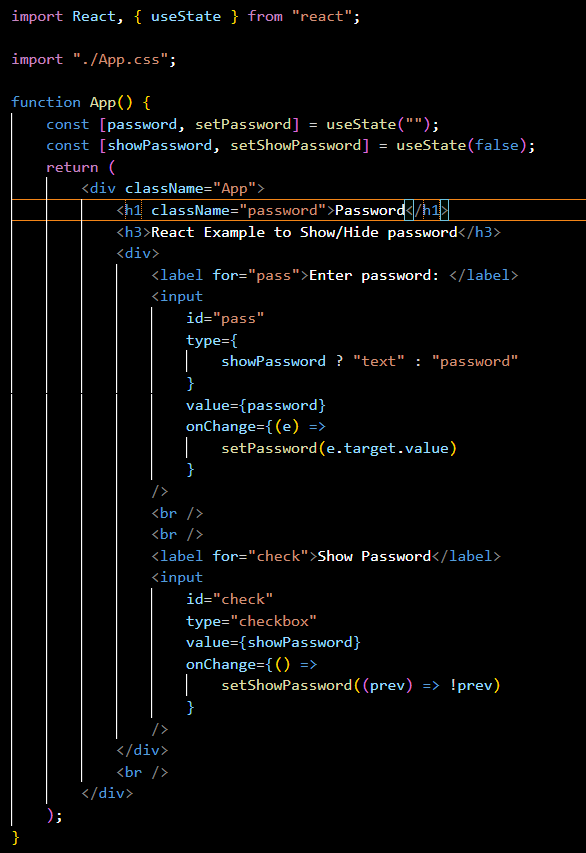 import React, { useState } from "react";
import "./App.css";
function App() {
const [password, setPassword] = useState("");
const [showPassword, setShowPassword] = useState(false);
return (
<div className="App">
<h1 className="password">Password</h1>
<h3>React Example to Show/Hide password</h3>
<div>
<label for="pass">Enter password: </label>
<input
id="pass"
type={
showPassword ? "text" : "password"
}
value={password}
onChange={(e) =>
setPassword(e.target.value)
}
/>
<br />
<br />
<label for="check">Show Password</label>
<input
id="check"
type="checkbox"
value={showPassword}
onChange={() =>
setShowPassword((prev) => !prev)
}
/>
</div>
<br />
</div>
);
}